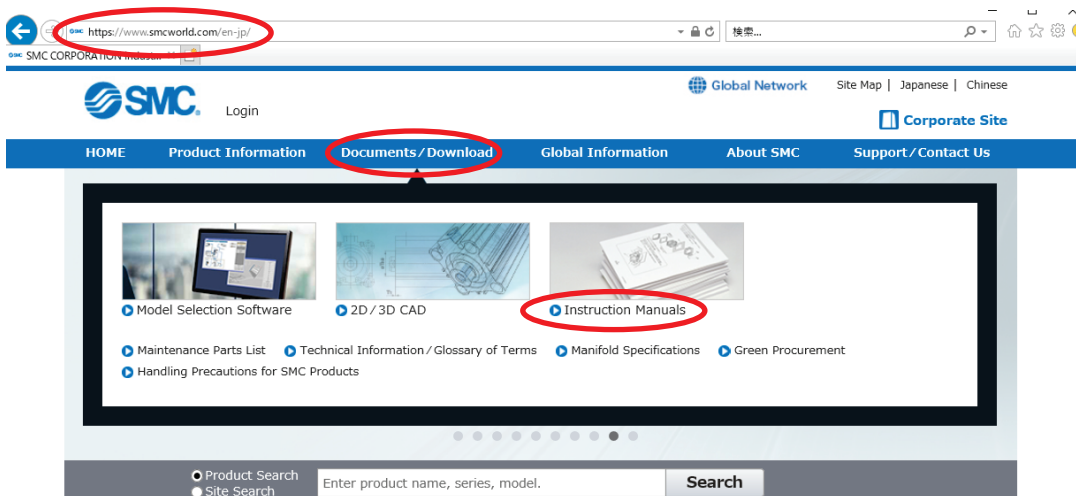 https://www.smcworld.com/en-jp/
検索...
SMC CORPORATION Indust...
Global Network
Site Map | Japanese | Chinese
SMC.
Login
Corporate Site
HOME Product Information Documents/Download Global Information About SMC Support/Contact Us
Model Selection Software
2D/3D CAD
Instruction Manuals
Maintenance Parts List Technical Information/Glossary of Terms Manifold Specifications Green Procurement
Handling Precautions for SMC Products
Product Search
Site Search
Enter product name, series, model.
Search